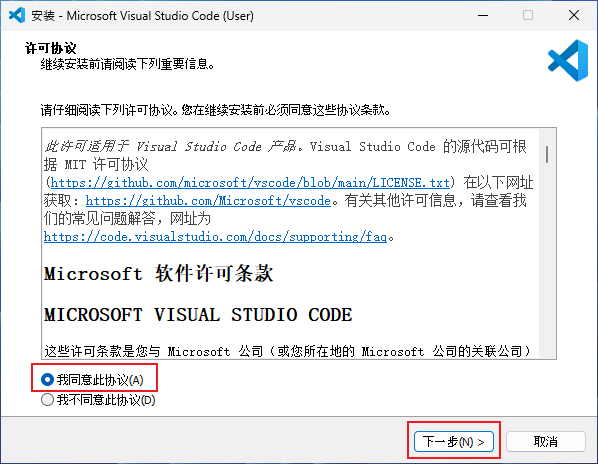 安装 - Microsoft Visual Studio Code (User)
许可协议
继续安装前请阅读下列重要信息。
请仔细阅读下列许可协议。您在继续安装前必须同意这些协议条款。
此许可适用于 Visual Studio Code 产品。Visual Studio Code 的源代码可根
据 MIT 许可协议
(https://github.com/microsoft/vscode/blob/main/LICENSE.txt) 在以下网址
获取：https://github.com/Microsoft/vscode。有关其他许可信息，请查看我
们的常见问题解答，网址为
https://code.visualstudio.com/docs/supporting/faq。
Microsoft 软件许可条款
MICROSOFT VISUAL STUDIO CODE
这些许可条款是您与 Microsoft 公司（或您所在地的 Microsoft 公司的关联公司）
我同意此协议(A)
我不同意此协议(D)
下一步(N) >
取消